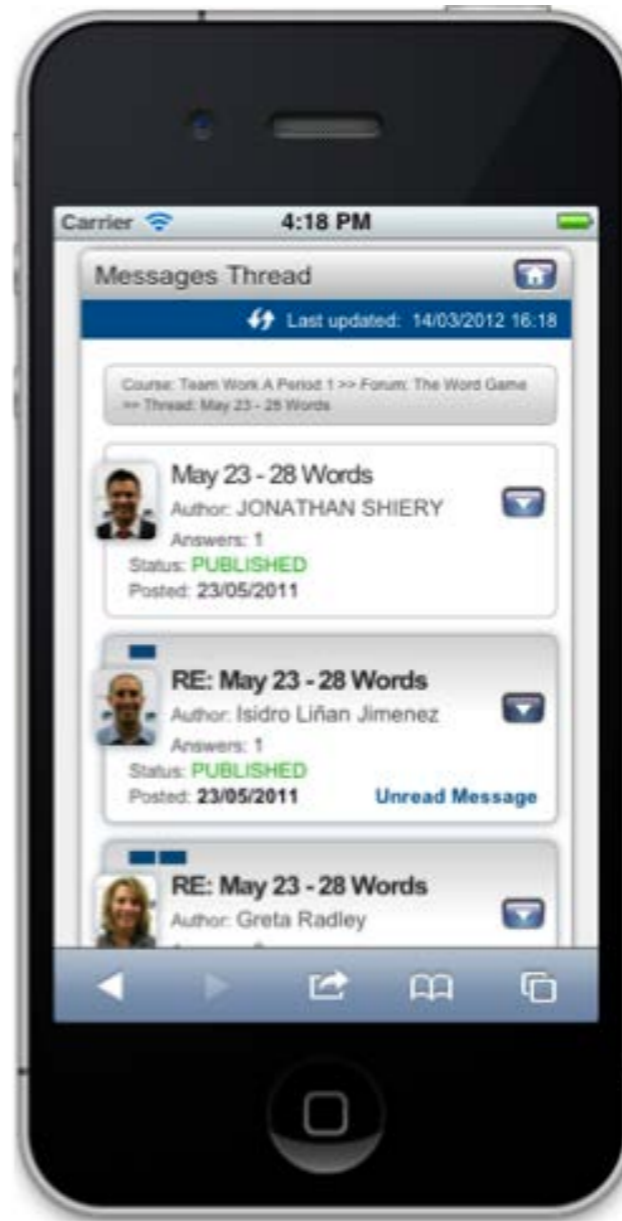 Carrier 4:18 PM
Messages Thread
Last updated: 14/03/2012 16:18
Course: Team Work A Period 1 >> Forum: The Word Game
>> Thread: May 23 - 28 Words
May 23 - 28 Words
Author: JONATHAN SHIERY
Answers: 1
Status: PUBLISHED
Posted: 23/05/2011
RE: May 23 - 28 Words
Author: Isidro Liñan Jimenez
Answers: 1
Status: PUBLISHED
Posted: 23/05/2011 Unread Message
RE: May 23 - 28 Words
Author: Greta Radley